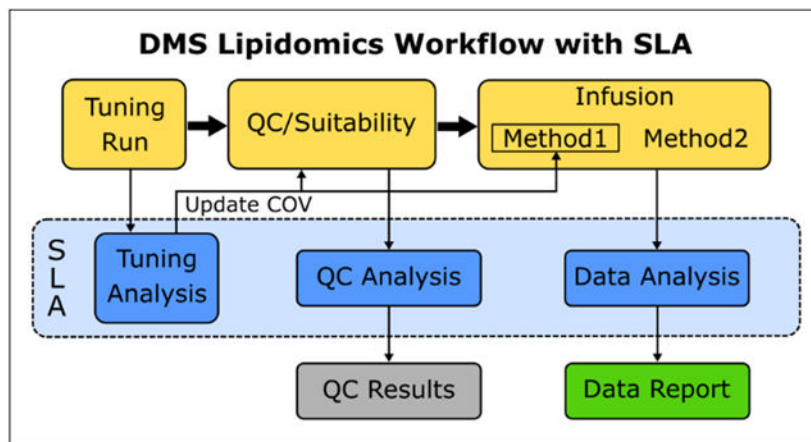 DMS Lipidomics Workflow with SLA
Tuning
Run
QC/Suitability
Infusion
Method1 Method2
Update COV
S
L
A
Tuning
Analysis
QC Analysis
Data Analysis
QC Results
Data Report